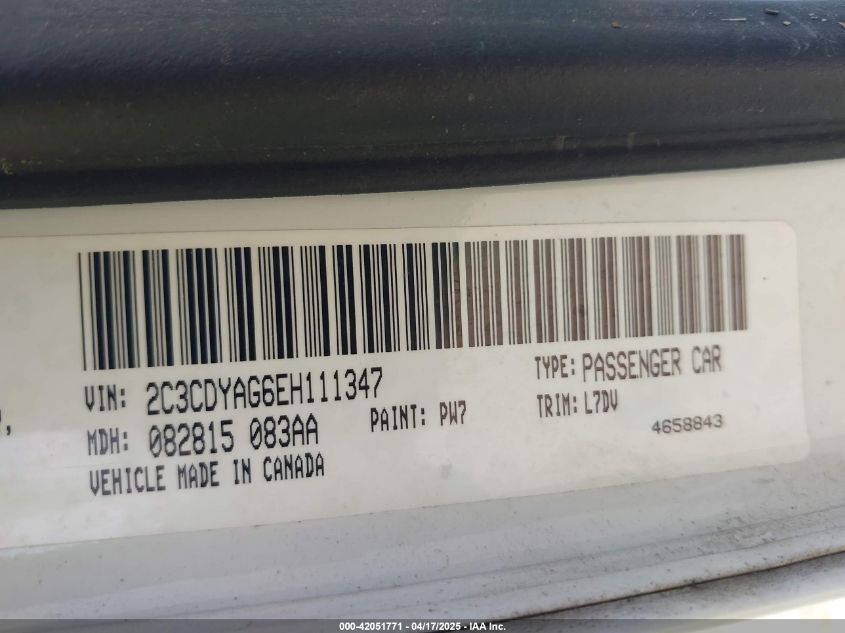 VIN: 2C3CDYAG6EH111347
TYPE: PASSENGER CAR
MDH: 082815 083AA
PAINT: PW7
TRIM: L7DV
VEHICLE MADE IN CANADA
4658843
000-42051771 - 04/17/2025 - IAA Inc.